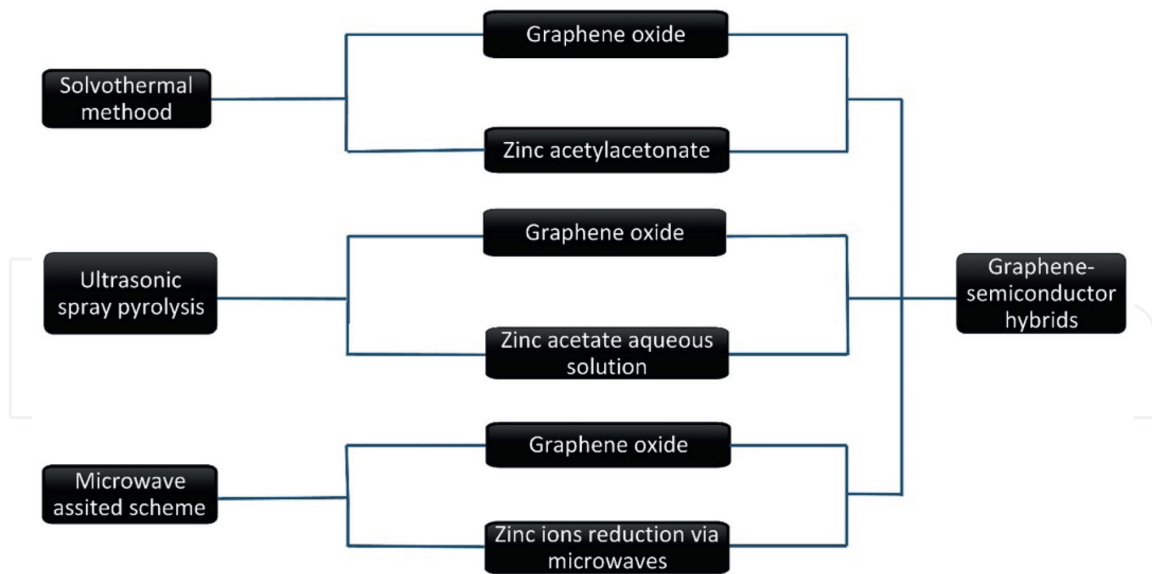 Graphene oxide
Solvothermal
methood
Zinc acetylacetonate
Graphene oxide
Ultrasonic
spray pyrolysis
Zinc acetate aqueous
solution
Graphene-
semiconductor
hybrids
Graphene oxide
Microwave
assited scheme
Zinc ions reduction via
microwaves